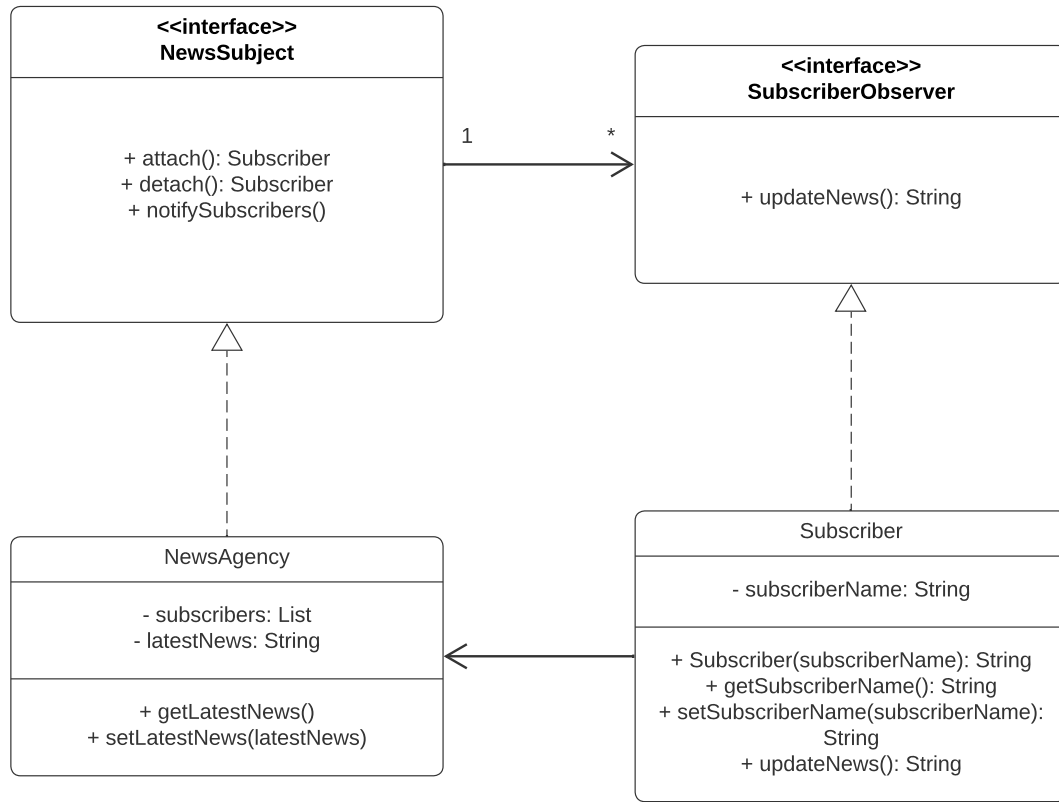 <<interface>>
NewsSubject
+ attach(): Subscriber
+ detach(): Subscriber
+ notifySubscribers()
1
*
<<interface>>
SubscriberObserver
+ updateNews(): String
NewsAgency
- subscribers: List
- latestNews: String
+ getLatestNews()
+ setLatestNews(latestNews)
Subscriber
- subscriberName: String
+ Subscriber(subscriberName): String
+ getSubscriberName(): String
+ setSubscriberName(subscriberName):
String
+ updateNews(): String